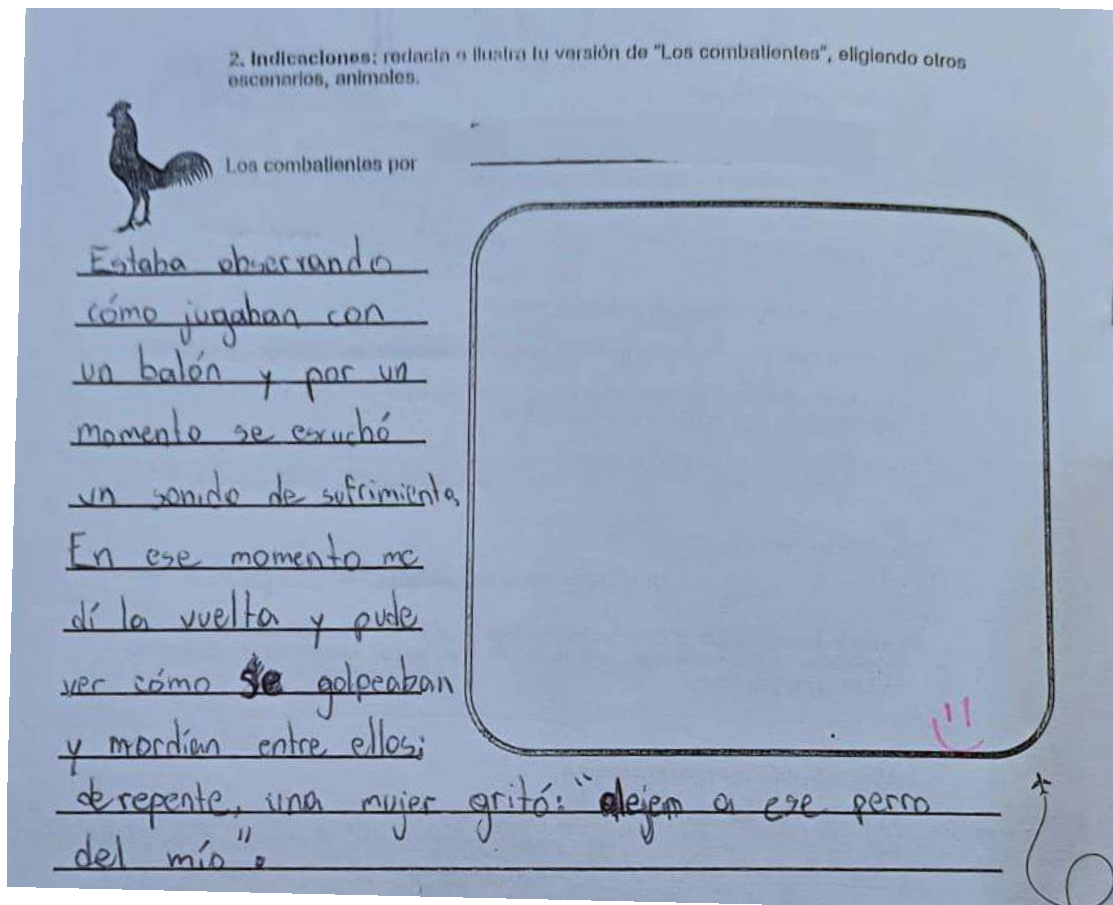 2. Indicaciones: redacta e ilustra tu versión de "Los combatientes", eligiendo otros
escenarios, animales.
Los combatientes por
Estaba observando
cómo jugaban con
un balón y por un
momento se escuchó
un sonido de sufrimiento,
En ese momento me
dí la vuelta y pude
ver cómo se golpeaban
y mordían entre ellos;
derepente, una mujer gritó: "dejem a ese perro
del mío".